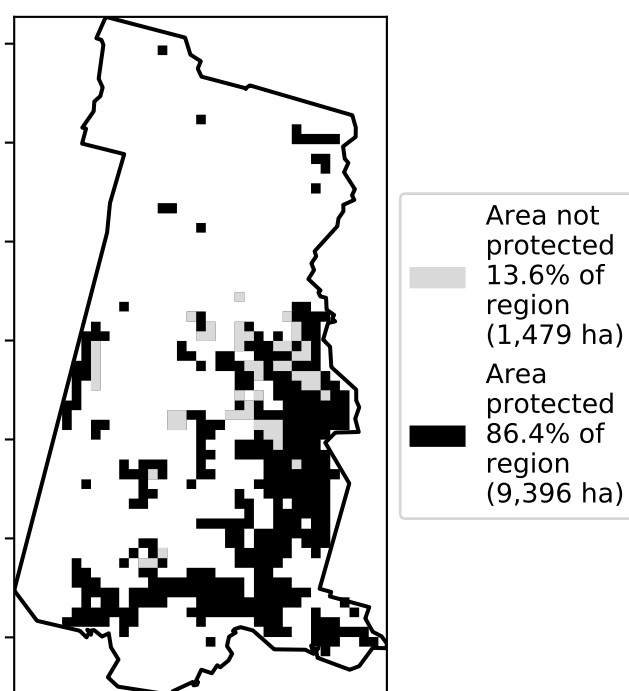 Area not
protected
13.6% of
region
(1,479 ha)
Area
protected
86.4% of
region
(9,396 ha)